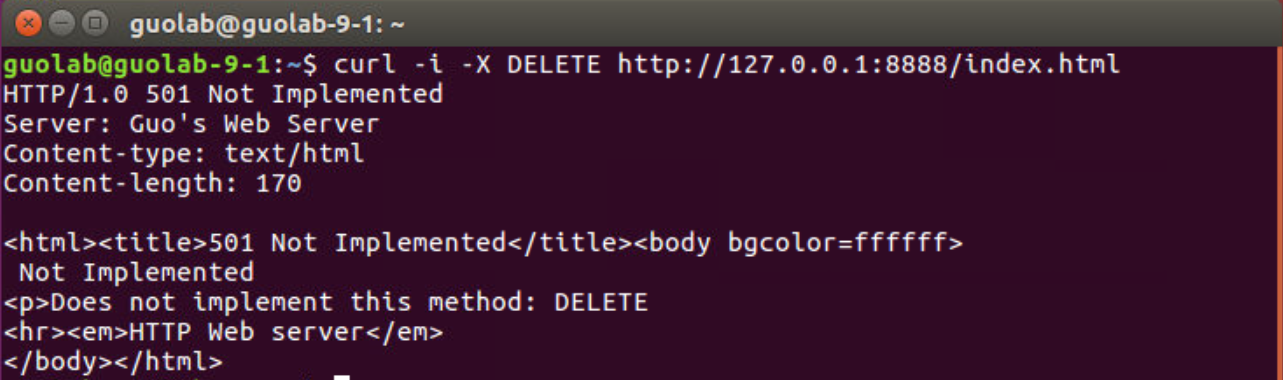 guolab@guolab-9-1: ~
guolab@guolab-9-1:~$ curl -i -X DELETE http://127.0.0.1:8888/index.html
HTTP/1.0 501 Not Implemented
Server: Guo's Web Server
Content-type: text/html
Content-length: 170

<html><title>501 Not Implemented</title><body bgcolor=ffffff>
 Not Implemented
<p>Does not implement this method: DELETE
<hr><em>HTTP Web server</em>
</body></html>